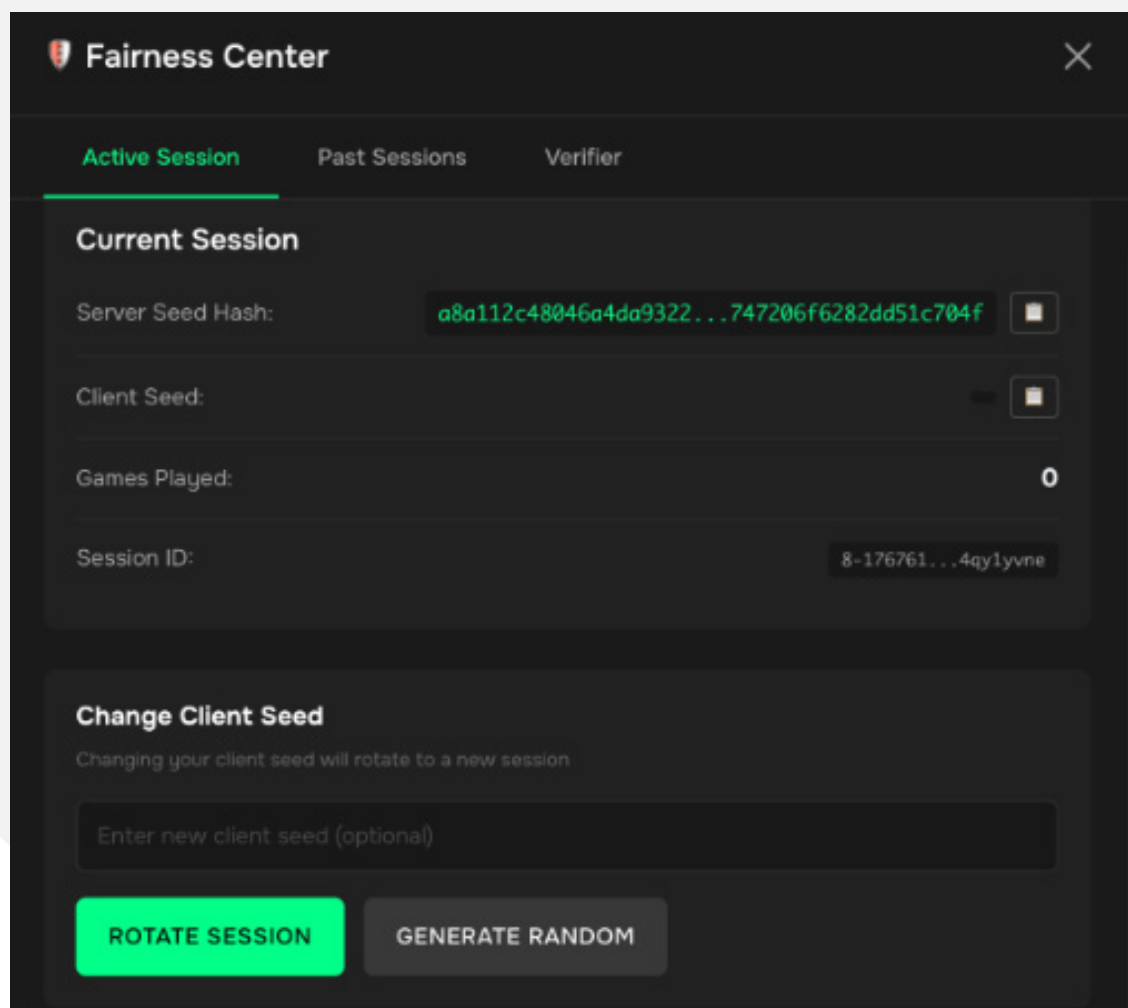 Fairness Center
Active Session Past Sessions Verifier
Current Session
Server Seed Hash: a8a112c48046a4da9322...747206f6282dd51c704f
Client Seed:
Games Played: 0
Session ID: 8-176761...4qy1yvne
Change Client Seed
Changing your client seed will rotate to a new session
Enter new client seed (optional)
ROTATE SESSION GENERATE RANDOM